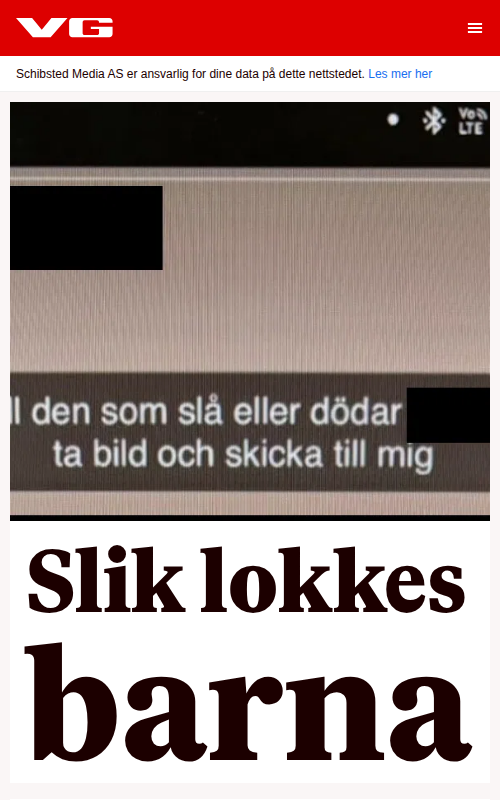 VG
Schibsted Media AS er ansvarlig for dine data på dette nettstedet. Les mer her
Vo LTE
ll den som slå eller dödar
ta bild och skicka till mig
Slik lokkes
barna